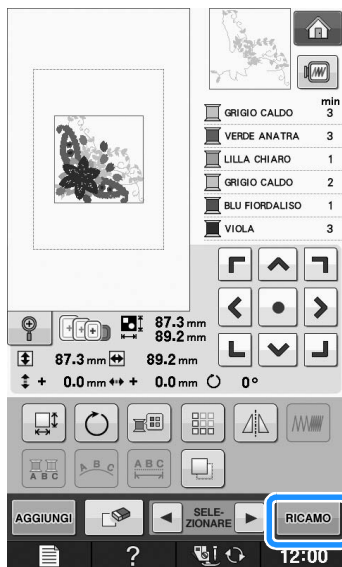 min
GRIGIO CALDO 3
VERDE ANATRA 3
LILLA CHIARO 1
GRIGIO CALDO 2
BLU FIORDALISO 1
VIOLA 3
87.3 mm
89.2 mm
87.3 mm 89.2 mm
+ 0.0 mm + 0.0 mm 0°
A B C A B C A B C
AGGIUNGI SELE-
ZIONARE RICAMO
? 12:00